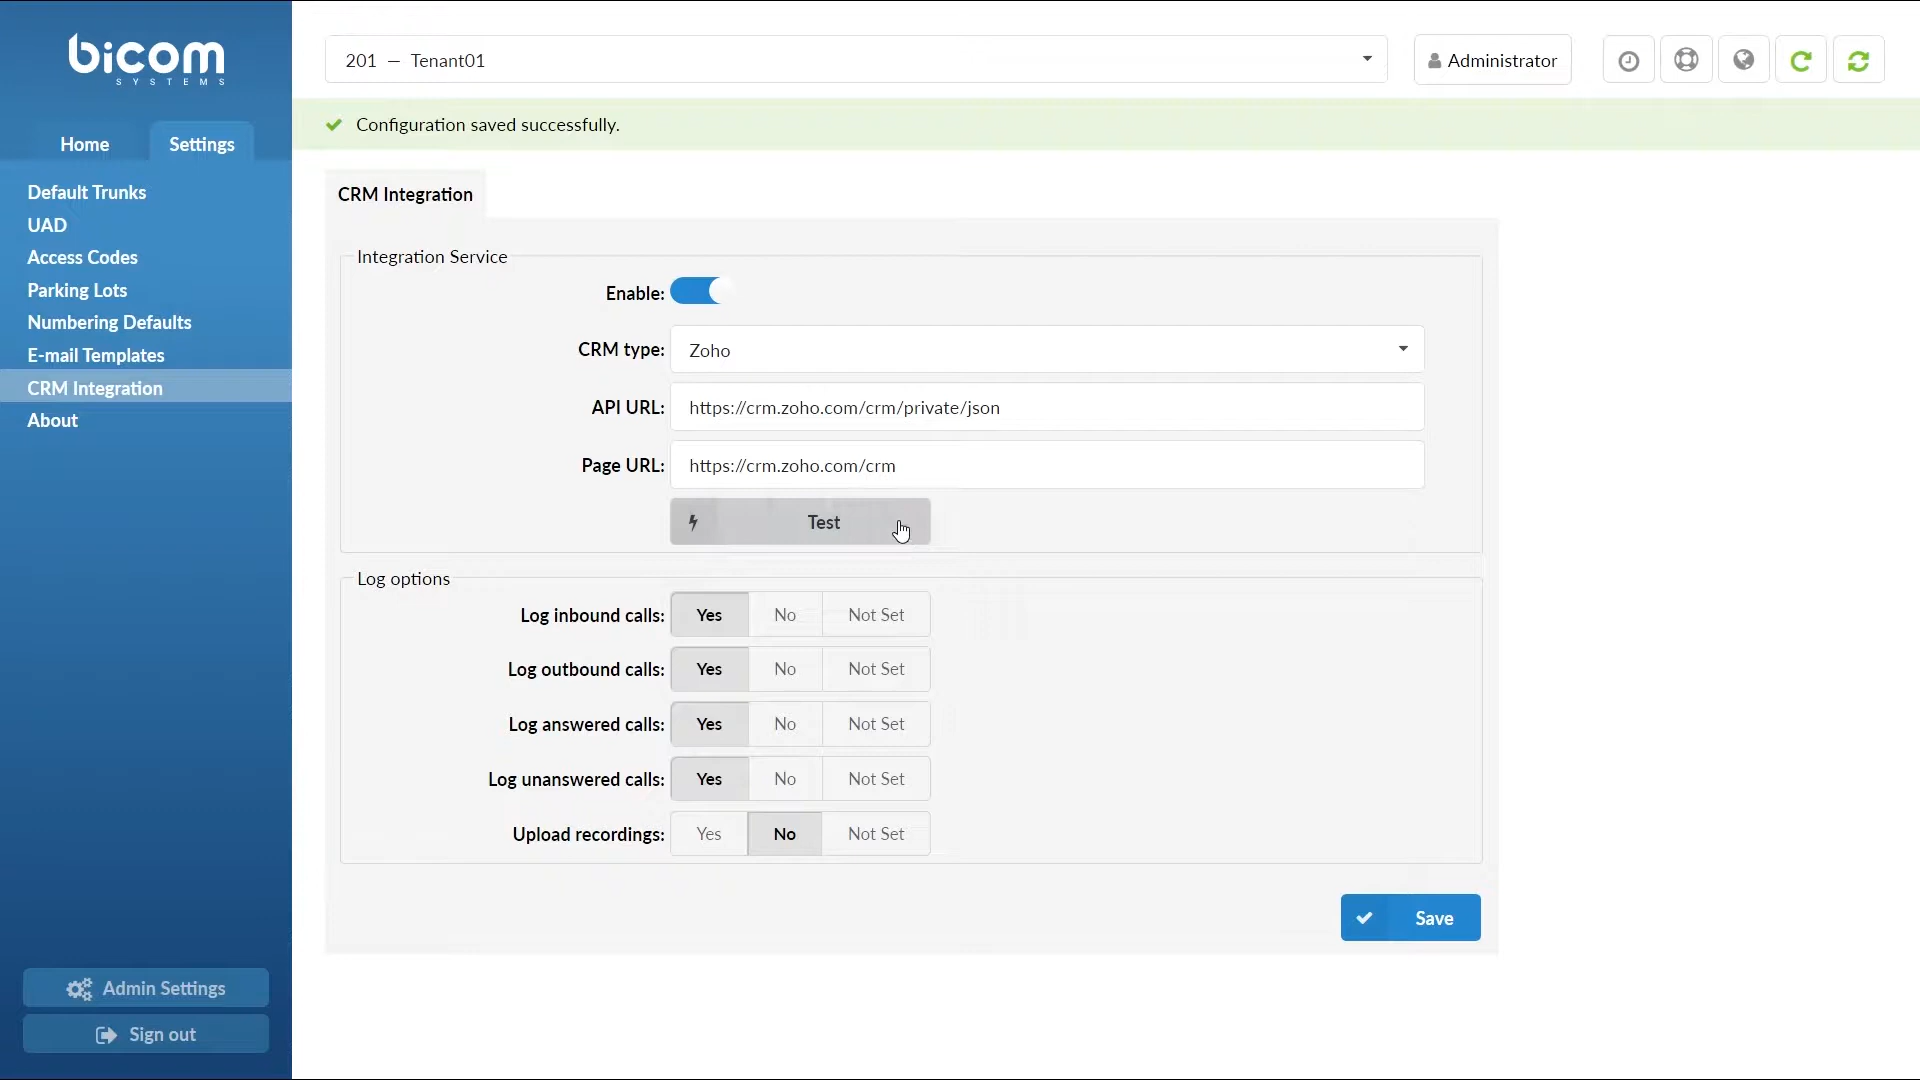 bicom
SYSTEMS
201 — Tenant01
Administrator
Home
Settings
Configuration saved successfully.
Default Trunks
UAD
Access Codes
Parking Lots
Numbering Defaults
E-mail Templates
CRM Integration
About
CRM Integration
Integration Service
Enable:
CRM type: Zoho
API URL: https://crm.zoho.com/crm/private/json
Page URL: https://crm.zoho.com/crm
Test
Log options
Log inbound calls: Yes No Not Set
Log outbound calls: Yes No Not Set
Log answered calls: Yes No Not Set
Log unanswered calls: Yes No Not Set
Upload recordings: Yes No Not Set
Save
Admin Settings
Sign out